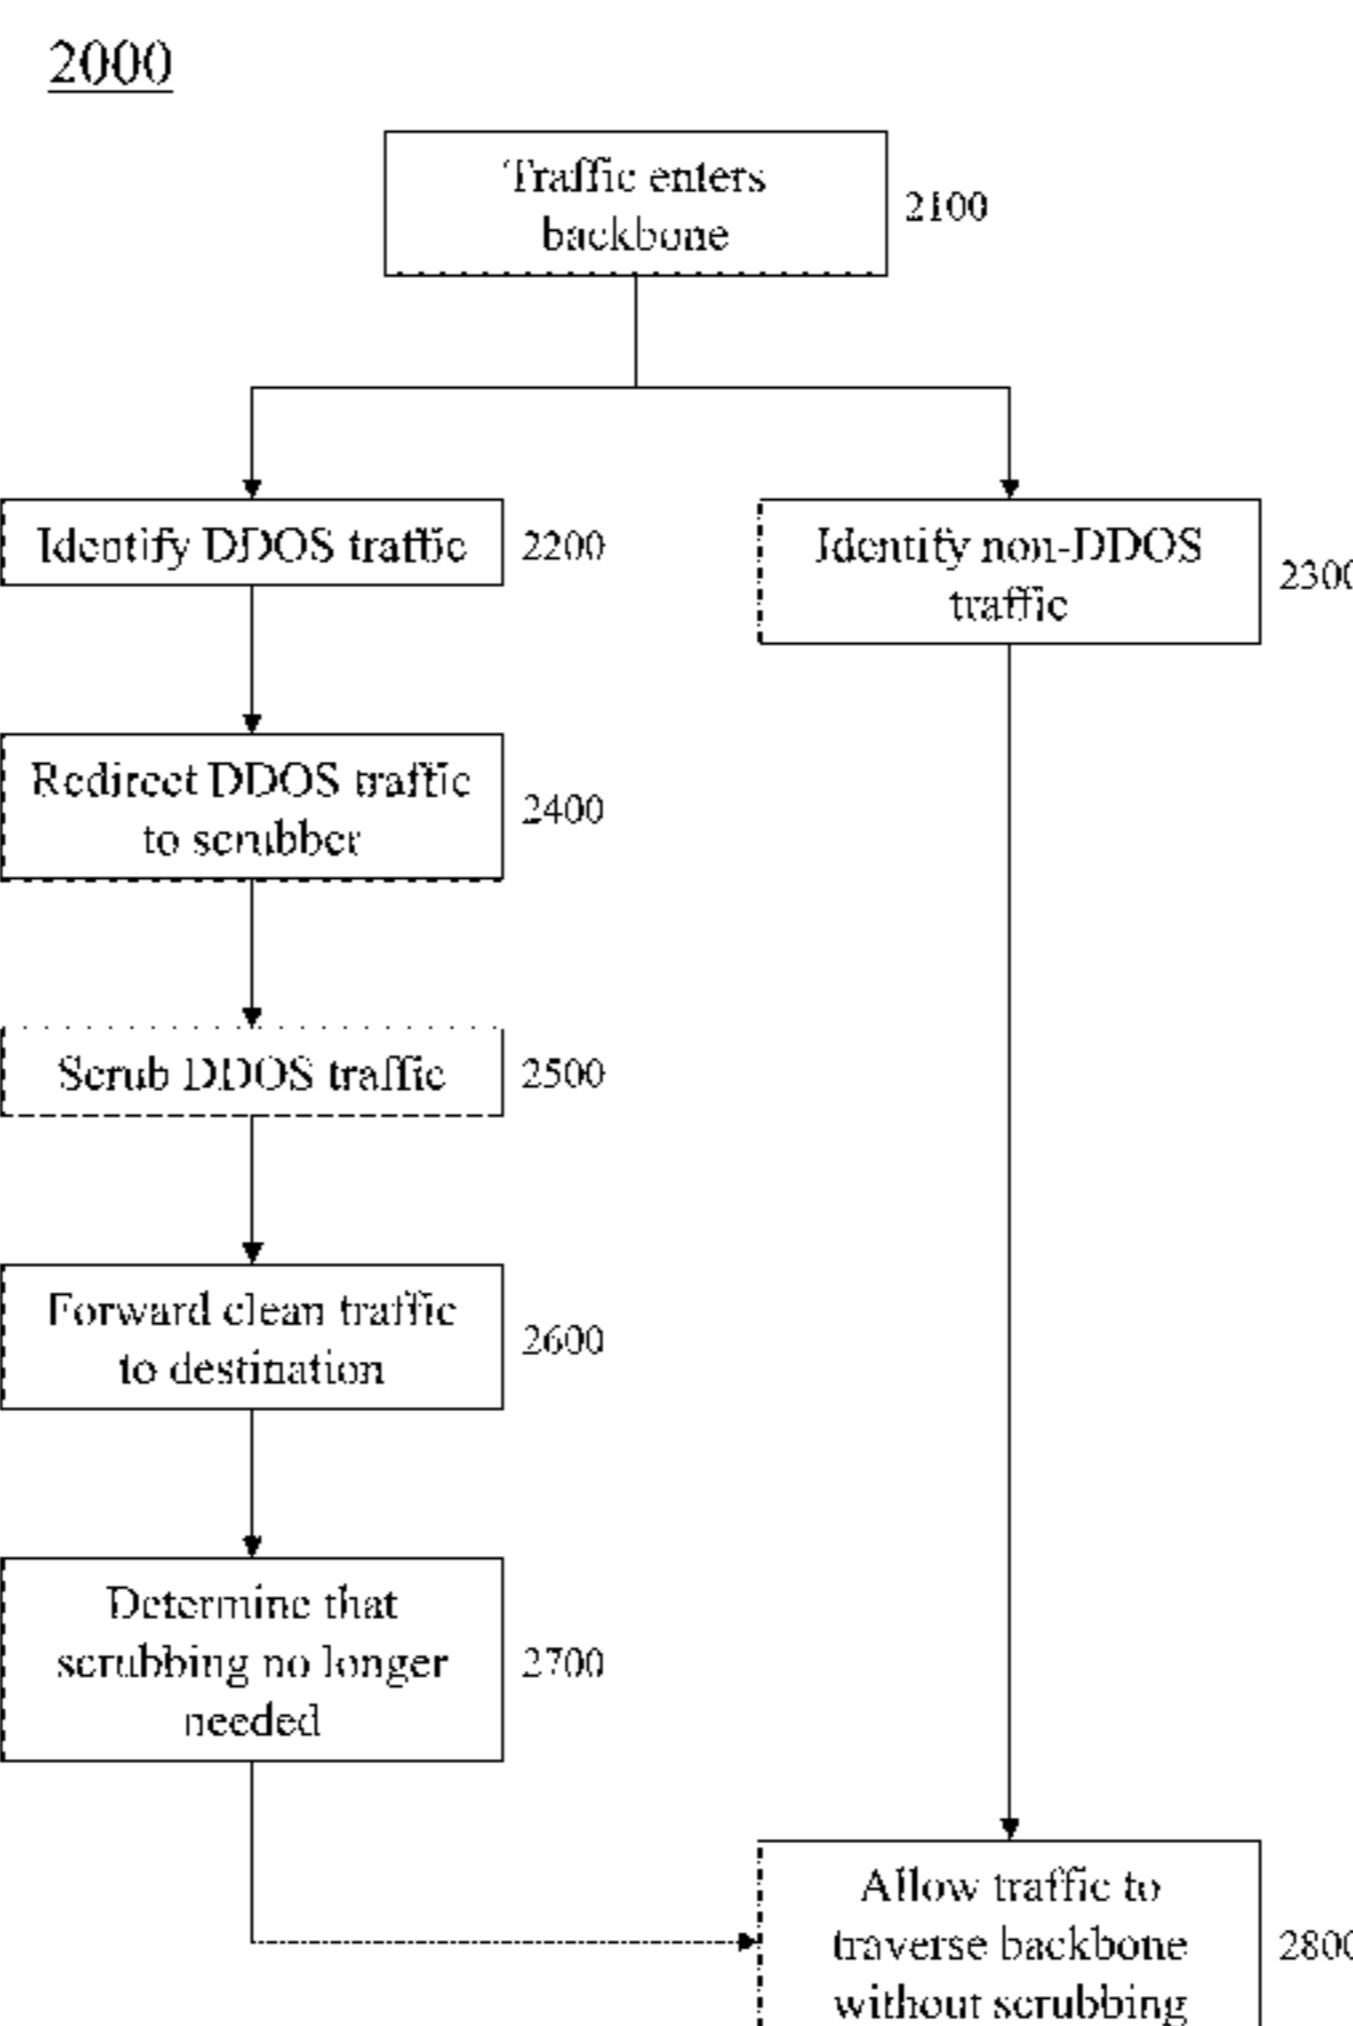 2000
Traffic enters
backbone
2100
Identify DDOS traffic
2200
Identify non-DDOS
traffic
2300
Redirect DDOS traffic
to scrubber
2400
Scrub DDOS traffic
2500
Forward clean traffic
to destination
2600
Determine that
scrubbing no longer
needed
2700
Allow traffic to
traverse backbone
without scrubbing
2800